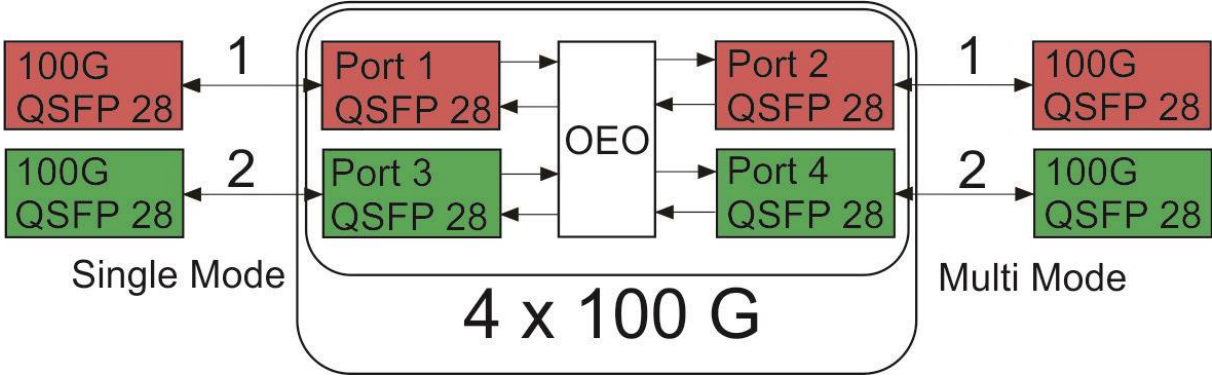 100G
QSFP 28
1
Port 1
QSFP 28
OEO
Port 2
QSFP 28
1
100G
QSFP 28
100G
QSFP 28
2
Port 3
QSFP 28
Port 4
QSFP 28
2
100G
QSFP 28
Single Mode
Multi Mode
4 x 100 G